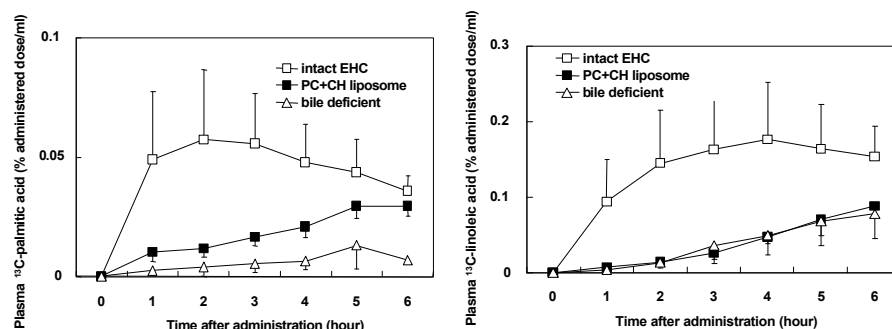 Plasma ¹³C-palmitic acid (% administered dose/ml)
0.1
0.05
0
intact EHC
PC+CH liposome
bile deficient
0 1 2 3 4 5 6
Time after administration (hour)
Plasma ¹³C-linoleic acid (% administered dose/ml)
0.3
0.2
0.1
0
intact EHC
PC+CH liposome
bile deficient
0 1 2 3 4 5 6
Time after administration (hour)